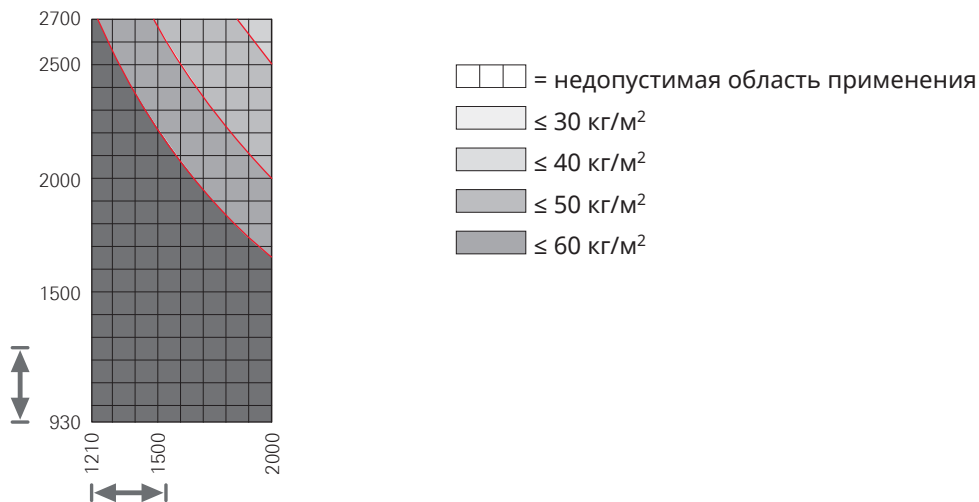 2700
2500
2000
1500
930
1210
1500
2000
= недопустимая область применения
≤ 30 кг/м²
≤ 40 кг/м²
≤ 50 кг/м²
≤ 60 кг/м²